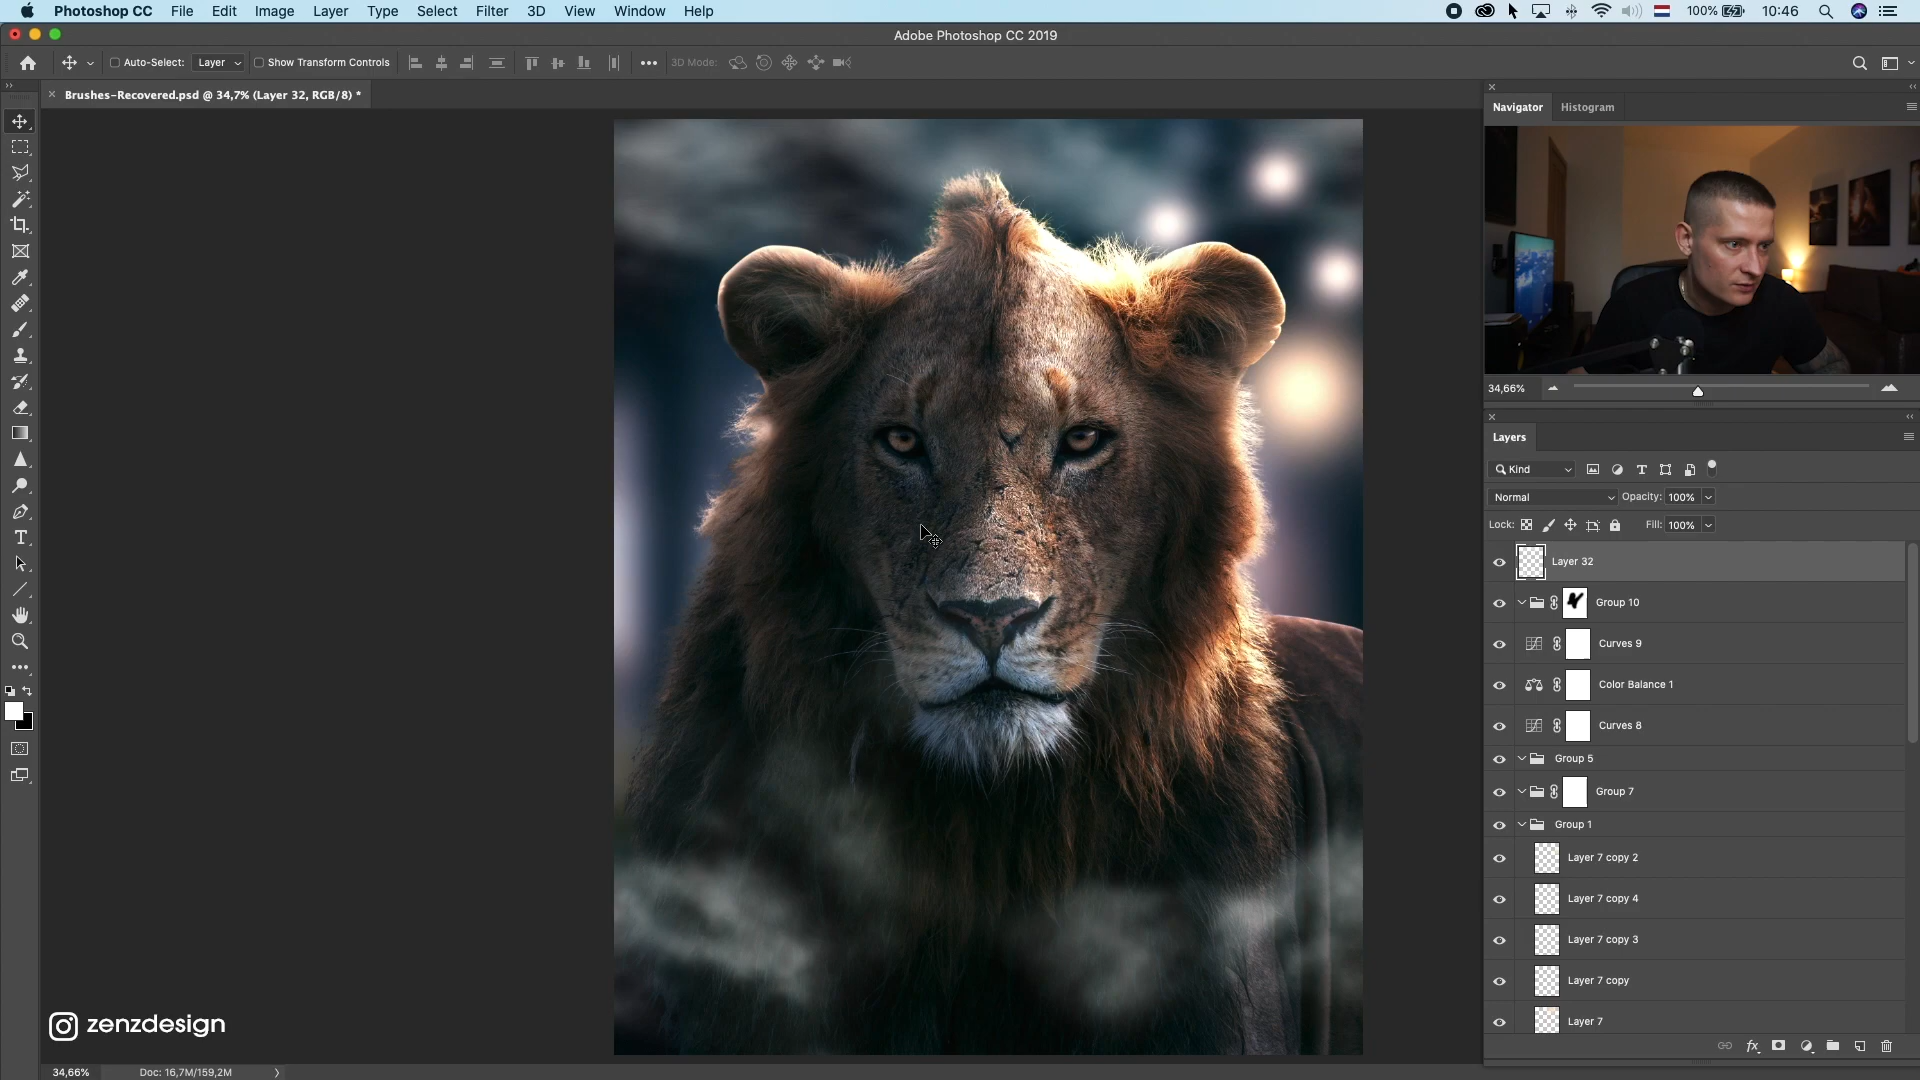 Photoshop CC File Edit Image Layer Type Select Filter 3D View Window Help 100% 10:46
Adobe Photoshop CC 2019
Auto-Select: Layer Show Transform Controls 3D Mode:
Brushes-Recovered.psd @ 34,7% (Layer 32, RGB/8) *
Navigator Histogram
34,66%
Layers
Kind
Normal Opacity: 100%
Lock: Fill: 100%
Layer 32
Group 10
Curves 9
Color Balance 1
Curves 8
Group 5
Group 7
Group 1
Layer 7 copy 2
Layer 7 copy 4
Layer 7 copy 3
Layer 7 copy
Layer 7
zenzdesign
34,66% Doc: 16,7M/159,2M